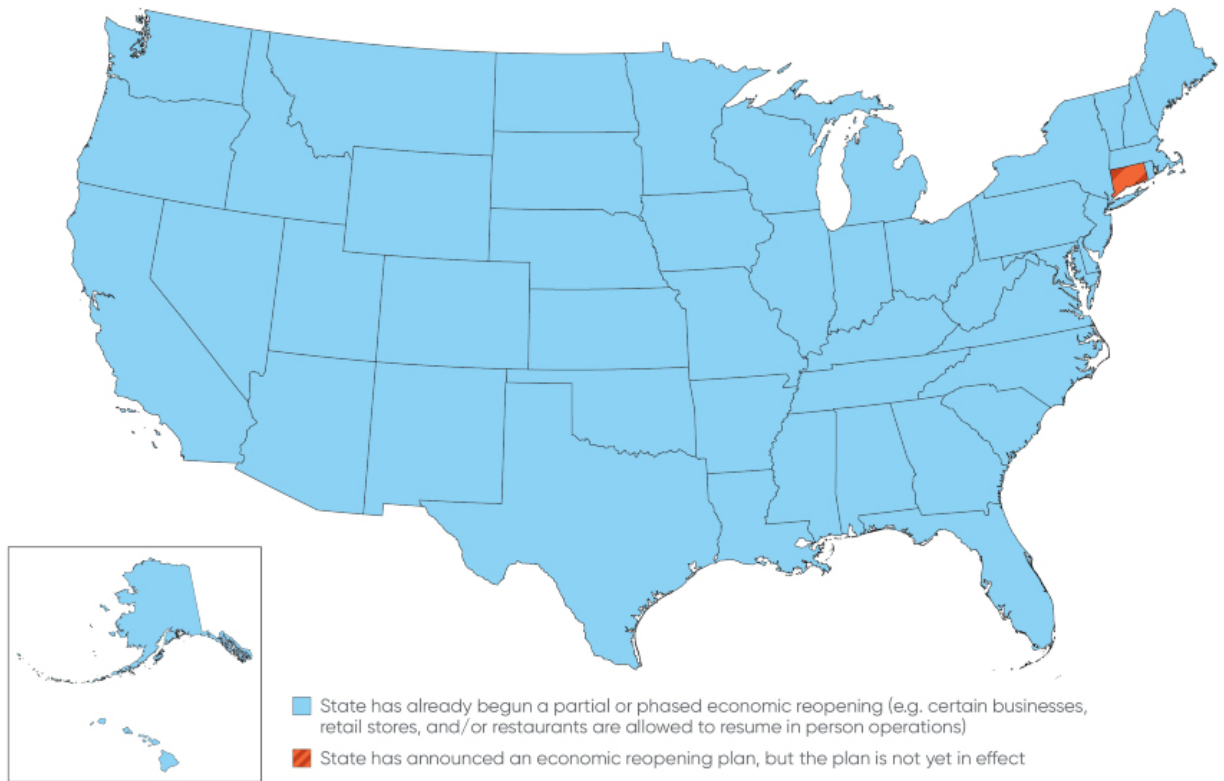 State has already begun a partial or phased economic reopening (e.g. certain businesses,
retail stores, and/or restaurants are allowed to resume in person operations)
State has announced an economic reopening plan, but the plan is not yet in effect